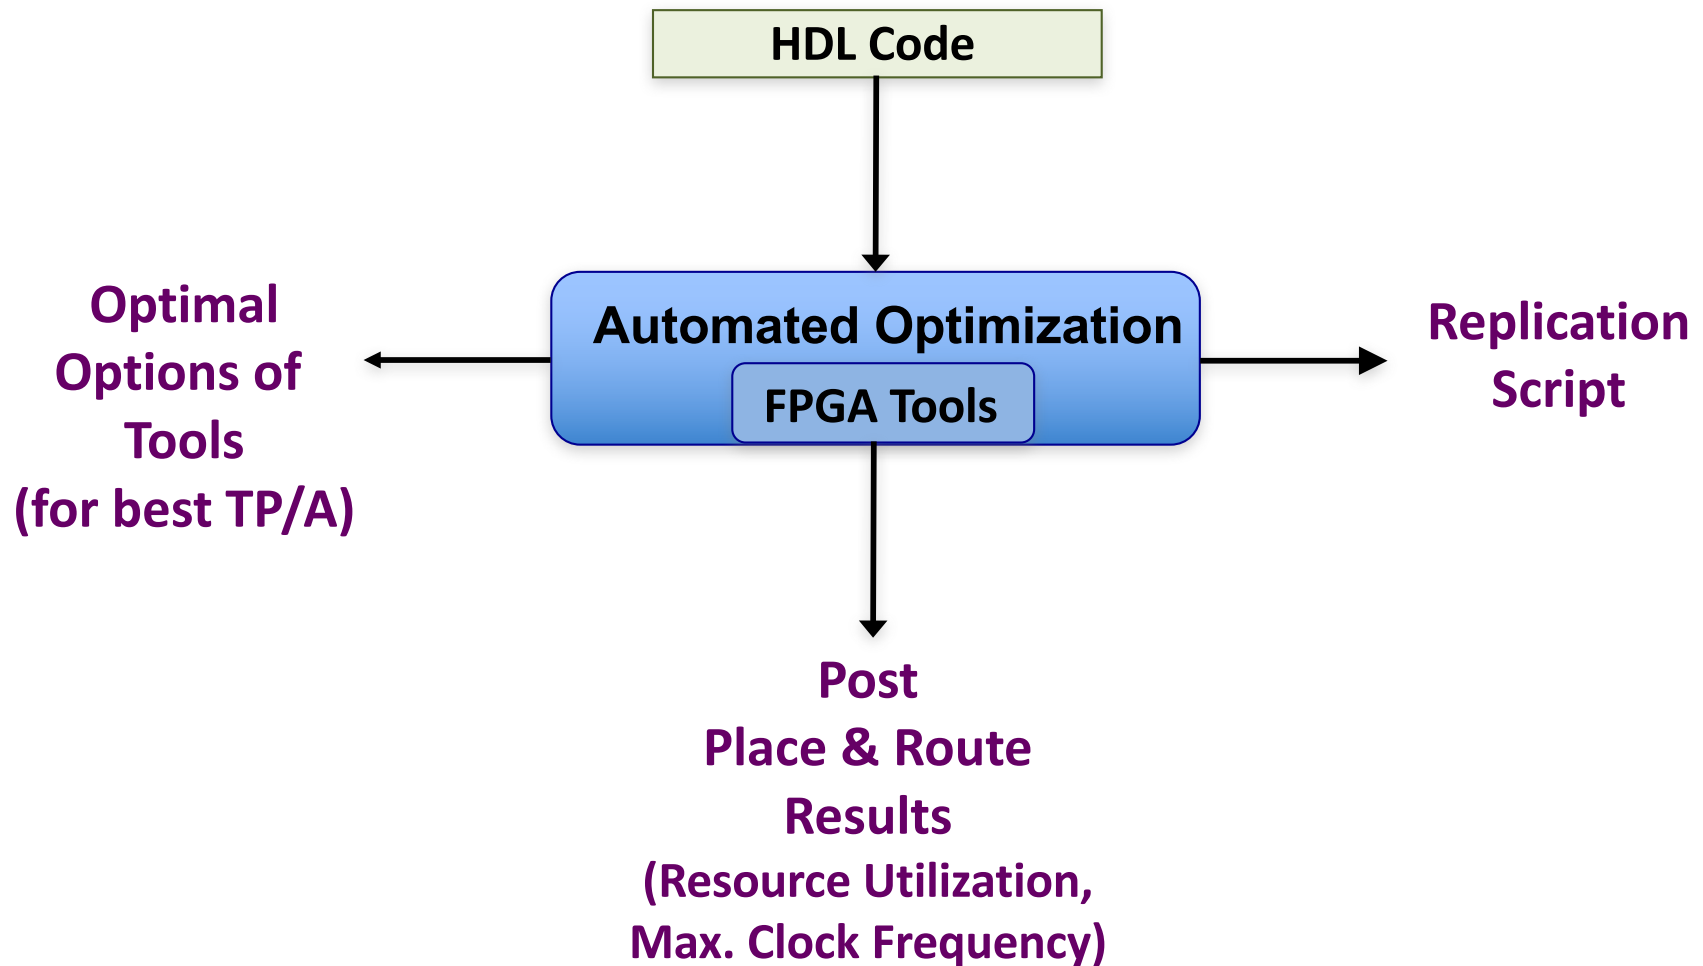 HDL Code
Automated Optimization
FPGA Tools
Optimal
Options of
Tools
(for best TP/A)
Replication
Script
Post
Place & Route
Results
(Resource Utilization,
Max. Clock Frequency)